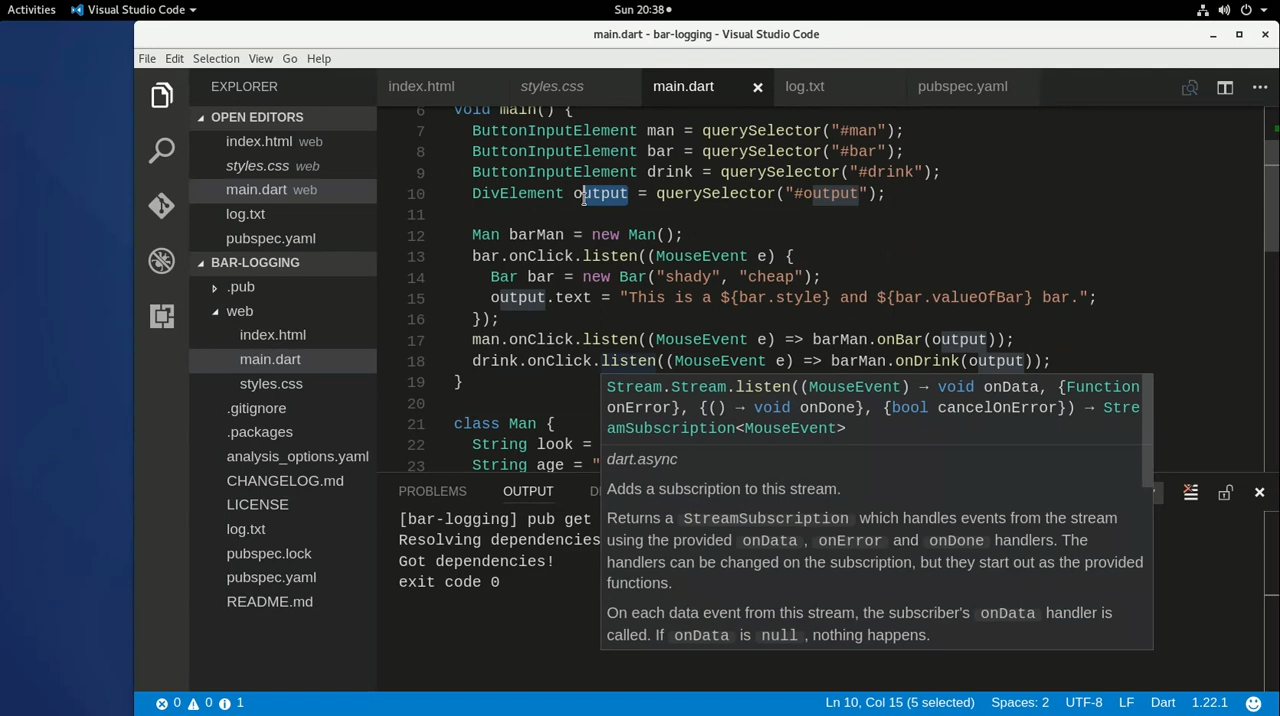 Activities Visual Studio Code Sun 20:38
main.dart - bar-logging - Visual Studio Code
File Edit Selection View Go Help
EXPLORER
OPEN EDITORS
index.html web
styles.css web
main.dart web
log.txt
pubspec.yaml
BAR-LOGGING
.pub
web
index.html
main.dart
styles.css
.gitignore
.packages
analysis_options.yaml
CHANGELOG.md
LICENSE
log.txt
pubspec.lock
pubspec.yaml
README.md
index.html styles.css main.dart log.txt pubspec.yaml
6 void main() {
7 ButtonInputElement man = querySelector("#man");
8 ButtonInputElement bar = querySelector("#bar");
9 ButtonInputElement drink = querySelector("#drink");
10 DivElement output = querySelector("#output");
11
12 Man barMan = new Man();
13 bar.onClick.listen((MouseEvent e) {
14 Bar bar = new Bar("shady", "cheap");
15 output.text = "This is a ${bar.style} and ${bar.valueOfBar} bar.";
16 });
17 man.onClick.listen((MouseEvent e) => barMan.onBar(output));
18 drink.onClick.listen((MouseEvent e) => barMan.onDrink(output));
19 }
20
21 class Man {
22 String look =
23 String age = "
Stream.Stream.listen((MouseEvent) → void onData, {Function
onError}, {() → void onDone}, {bool cancelOnError}) → Stre
amSubscription<MouseEvent>
dart.async
Adds a subscription to this stream.
Returns a StreamSubscription which handles events from the stream
using the provided onData, onError and onDone handlers. The
handlers can be changed on the subscription, but they start out as the provided
functions.
On each data event from this stream, the subscriber's onData handler is
called. If onData is null, nothing happens.
PROBLEMS OUTPUT
[bar-logging] pub get
Resolving dependencies
Got dependencies!
exit code 0
0 0 1 Ln 10, Col 15 (5 selected) Spaces: 2 UTF-8 LF Dart 1.22.1